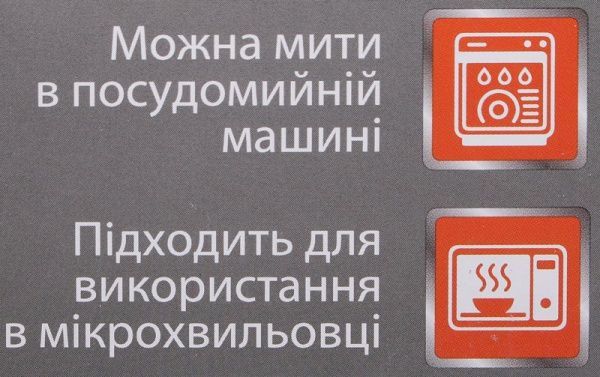 Можна мити
в посудомийній
машині
Підходить для
використання
в мікрохвильовці